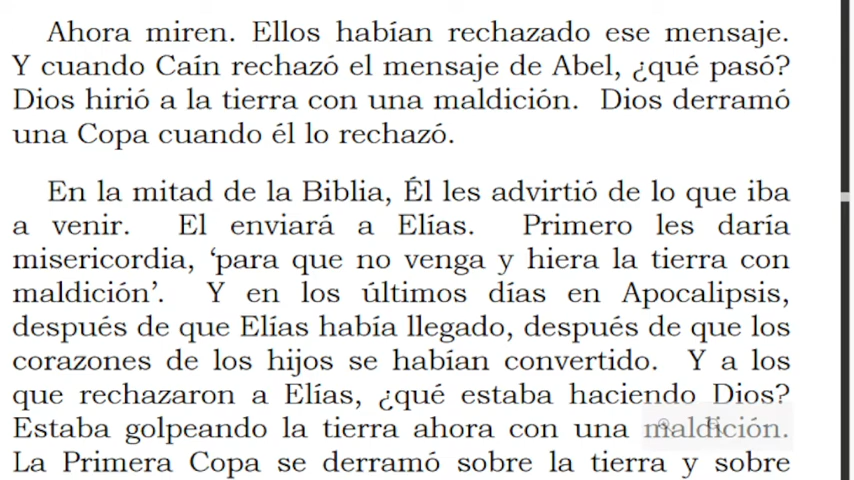 Ahora miren. Ellos habían rechazado ese mensaje.
Y cuando Caín rechazó el mensaje de Abel, ¿qué pasó?
Dios hirió a la tierra con una maldición. Dios derramó
una Copa cuando él lo rechazó.
En la mitad de la Biblia, Él les advirtió de lo que iba
a venir. El enviará a Elías. Primero les daría
misericordia, ‘para que no venga y hiera la tierra con
maldición’. Y en los últimos días en Apocalipsis,
después de que Elías había llegado, después de que los
corazones de los hijos se habían convertido. Y a los
que rechazaron a Elías, ¿qué estaba haciendo Dios?
Estaba golpeando la tierra ahora con una maldición.
La Primera Copa se derramó sobre la tierra y sobre